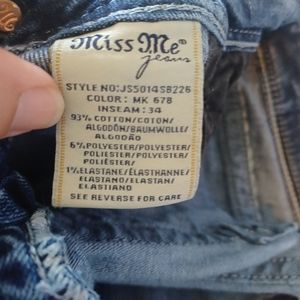 Miss Me®
jeans
STYLE NO:JS5014SB226
COLOR: MK 678
INSEAM: 34
93% COTTON/COTON/
ALGODÓN/BAUMWOLLE/
ALGODÃO
6%POLYESTER/POLYESTER/
POLIÉSTER/POLYESTER/
POLIÉSTER
1%ELASTANE/ÉLASTHANNE/
ELASTANO/ELASTAN/
ELASTIANO
SEE REVERSE FOR CARE